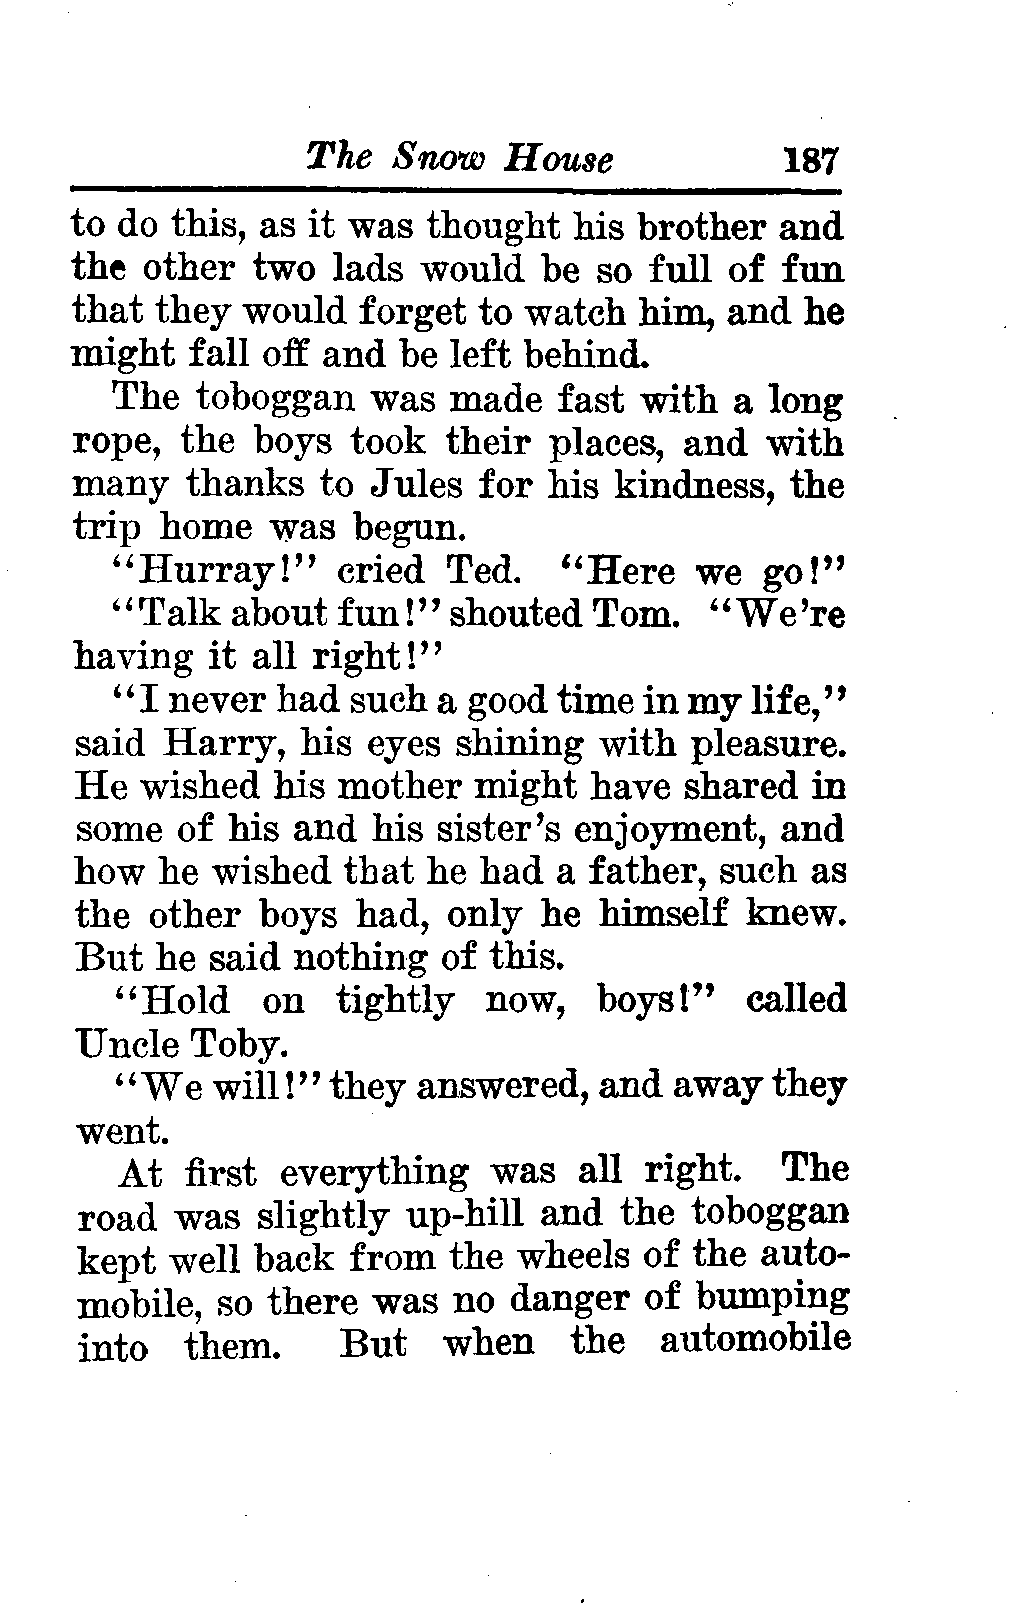 The Snow House 187
to do this, as it was thought his brother and
the other two lads would be so full of fun
that they would forget to watch him, and he
might fall off and be left behind.
The toboggan was made fast with a long
rope, the boys took their places, and with
many thanks to Jules for his kindness, the
trip home was begun.
"Hurray!" cried Ted. "Here we go!"
"Talk about fun!" shouted Tom. "We're
having it all right!"
"I never had such a good time in my life,"
said Harry, his eyes shining with pleasure.
He wished his mother might have shared in
some of his and his sister's enjoyment, and
how he wished that he had a father, such as
the other boys had, only he himself knew.
But he said nothing of this.
"Hold on tightly now, boys!" called
Uncle Toby.
"We will!" they answered, and away they
went.
At first everything was all right. The
road was slightly up-hill and the toboggan
kept well back from the wheels of the auto-
mobile, so there was no danger of bumping
into them. But when the automobile